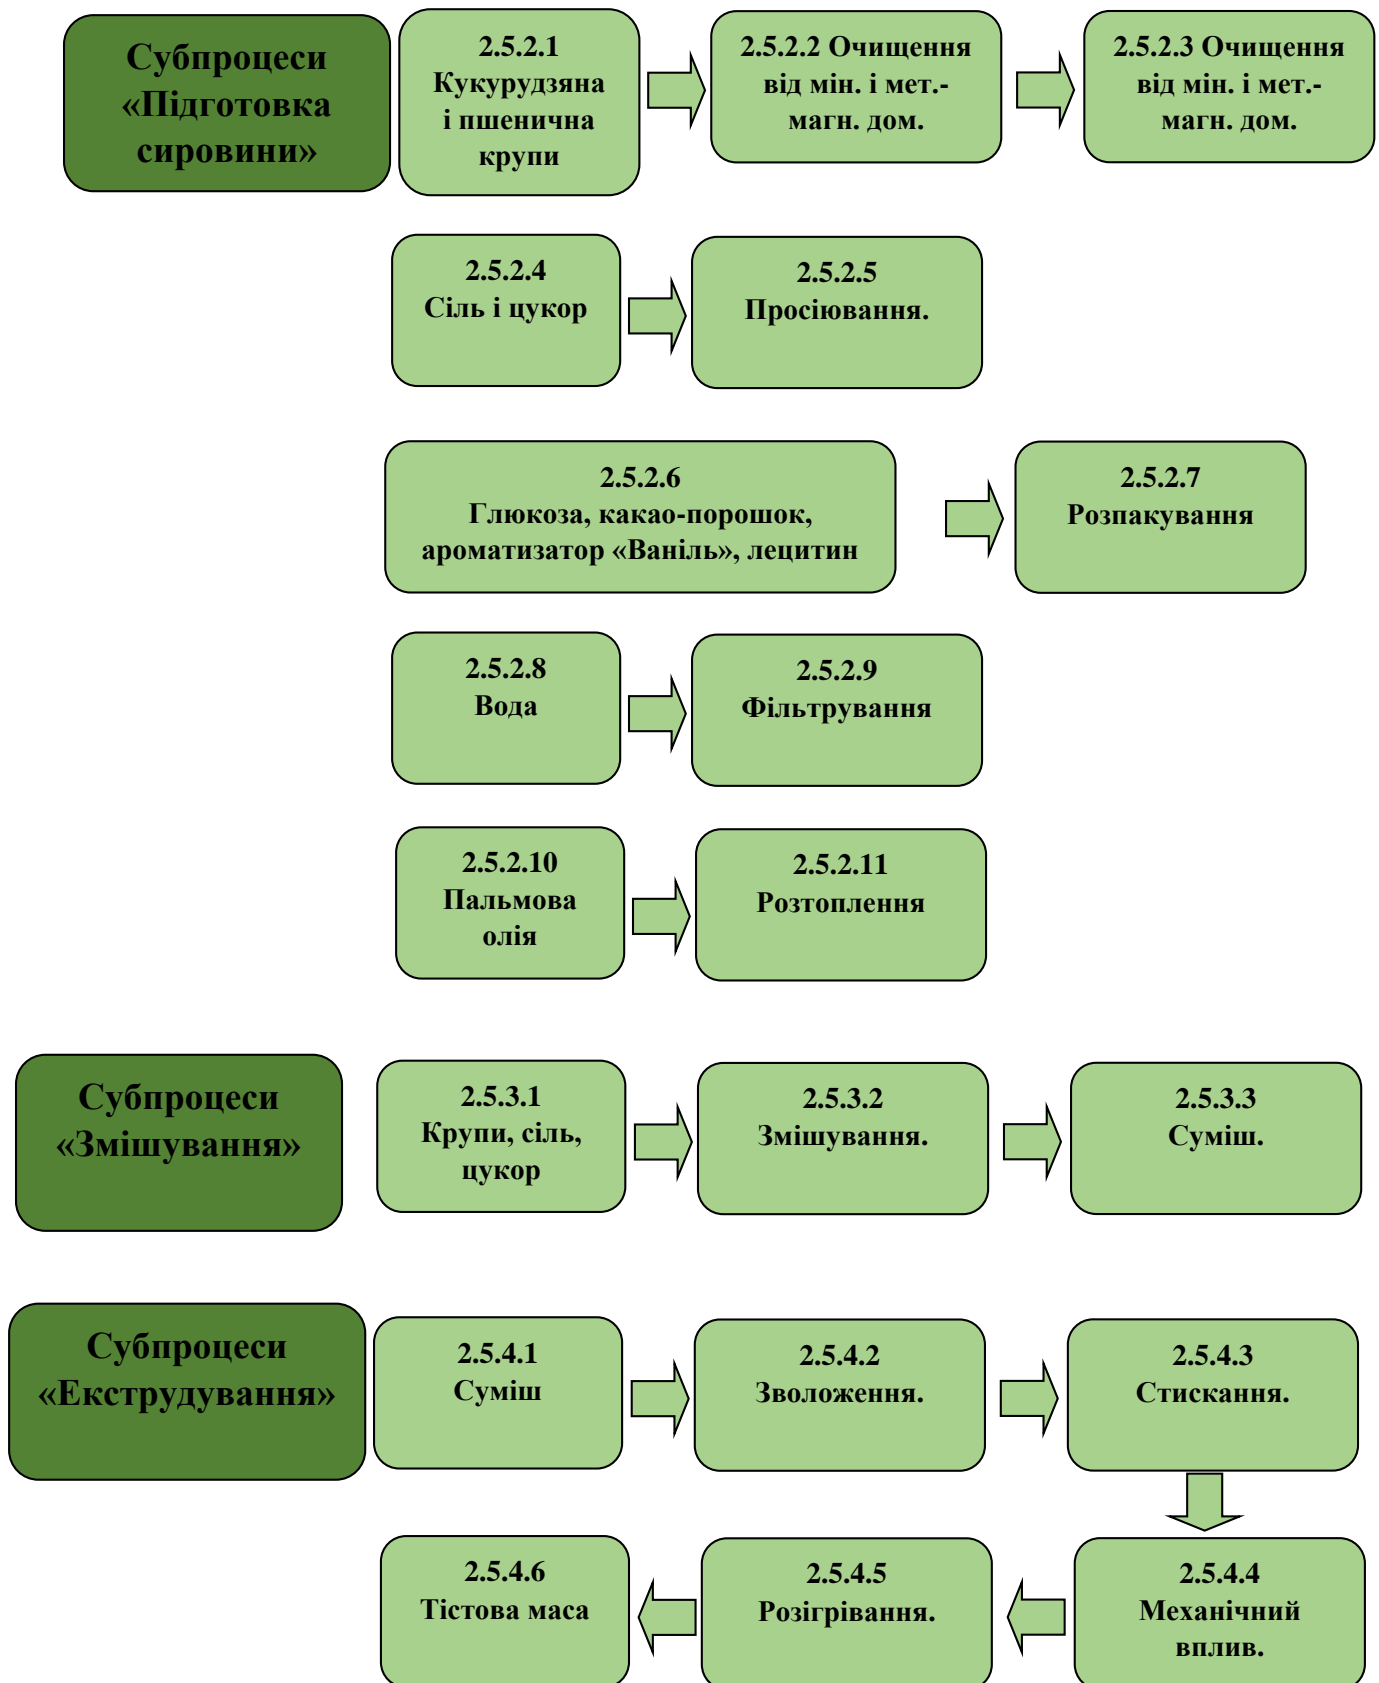 Субпроцеси
«Підготовка
сировини»
2.5.2.1
Кукурудзяна
і пшенична
крупи
2.5.2.2 Очищення
від мін. і мет.-
магн. дом.
2.5.2.3 Очищення
від мін. і мет.-
магн. дом.
2.5.2.4
Сіль і цукор
2.5.2.5
Просіювання.
2.5.2.6
Глюкоза, какао-порошок,
ароматизатор «Ваніль», лецитин
2.5.2.7
Розпакування
2.5.2.8
Вода
2.5.2.9
Фільтрування
2.5.2.10
Пальмова
олія
2.5.2.11
Розтоплення
Субпроцеси
«Змішування»
2.5.3.1
Крупи, сіль,
цукор
2.5.3.2
Змішування.
2.5.3.3
Суміш.
Субпроцеси
«Екструдування»
2.5.4.1
Суміш
2.5.4.2
Зволоження.
2.5.4.3
Стискання.
2.5.4.4
Механічний
вплив.
2.5.4.5
Розігрівання.
2.5.4.6
Тістова маса